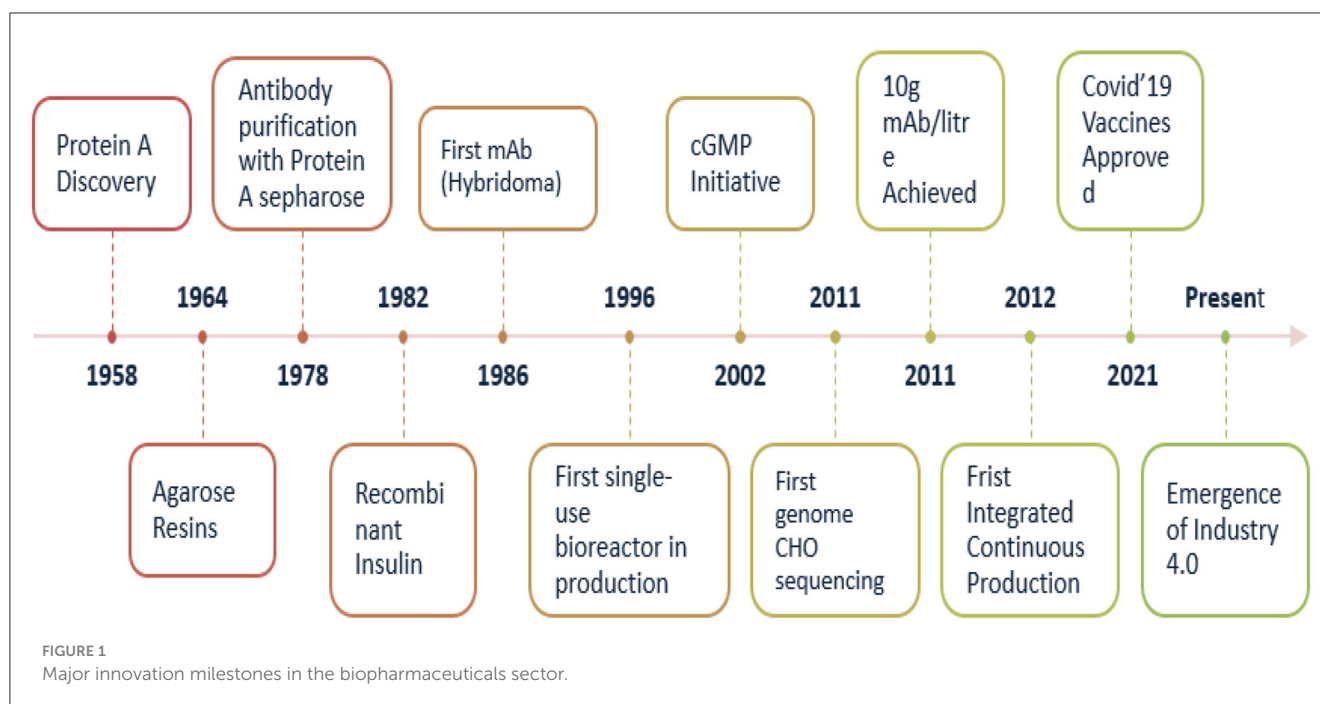 Protein A
Discovery
Antibody
purification
with Protein
A sepharose
First mAb
(Hybridoma)
cGMP
Initiative
10g
mAb/litr
e
Achieved
Covid'19
Vaccines
Approve
d
1964
1982
1996
2011
2012
Present
1958
1978
1986
2002
2011
2021
Agarose
Resins
Recombi
nant
Insulin
First single-
use
bioreactor in
production
First
genome
CHO
sequencing
Frist
Integrated
Continuous
Production
Emergence
of Industry
4.0
FIGURE 1
Major innovation milestones in the biopharmaceuticals sector.